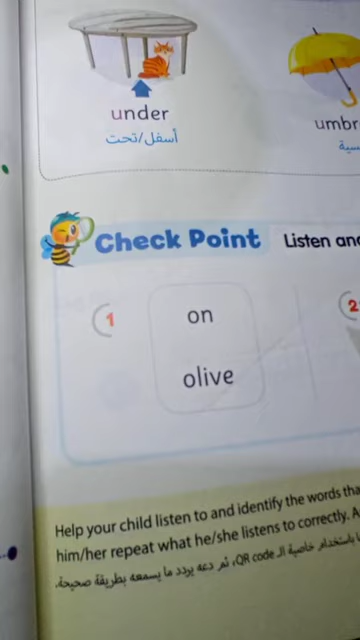 under
أسفل/تحت
umbr
سية
Check Point Listen and
1
on
olive
2
Help your child listen to and identify the words tha
him/her repeat what he/she listens to correctly. A
باستخدام خاصية الـ QR code، ثم دعه يردد ما يسمعه بطريقة صحيحة.